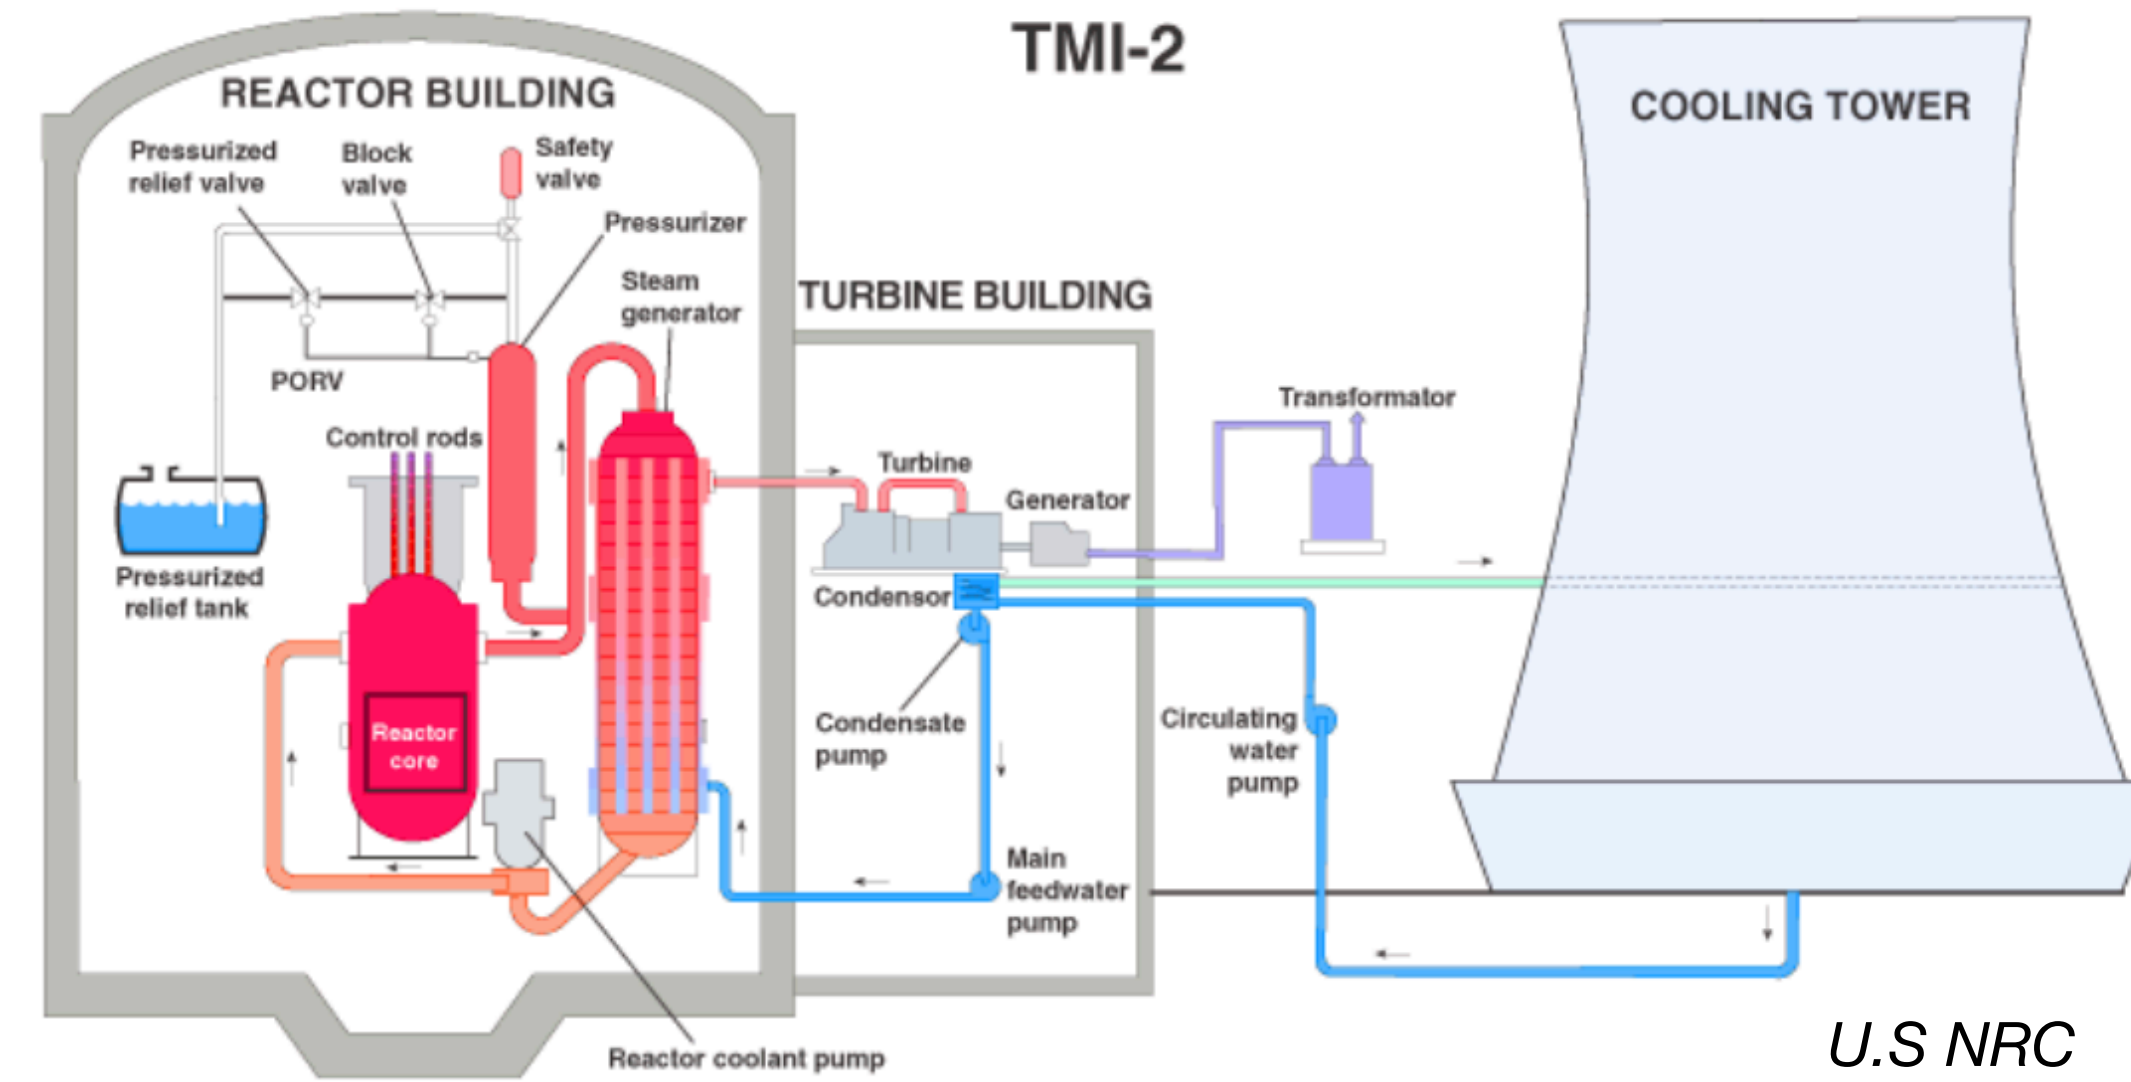 TMI-2
REACTOR BUILDING
COOLING TOWER
Pressurized
relief valve
Block
valve
Safety
valve
Pressurizer
Steam
generator
TURBINE BUILDING
PORV
Control rods
Transformator
Turbine
Generator
Pressurized
relief tank
Condensor
Reactor
core
Condensate
pump
Circulating
water
pump
Main
feedwater
pump
Reactor coolant pump
U.S NRC